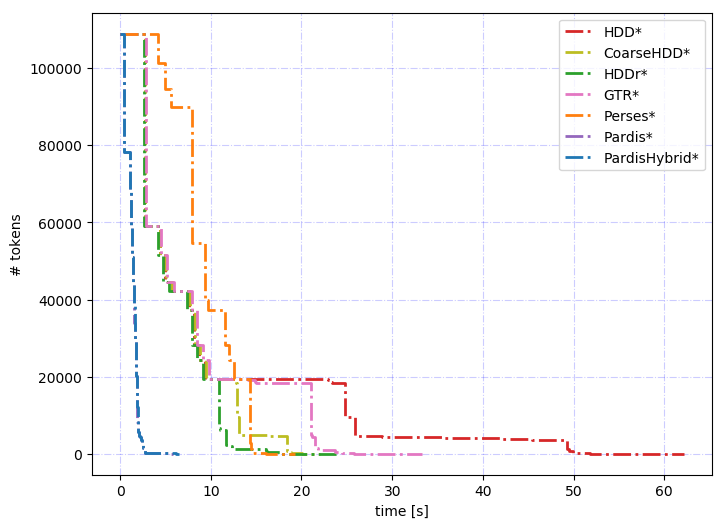 HDD*
CoarseHDD*
HDDr*
GTR*
Perses*
Pardis*
PardisHybrid*
# tokens
100000
80000
60000
40000
20000
0
0 10 20 30 40 50 60
time [s]